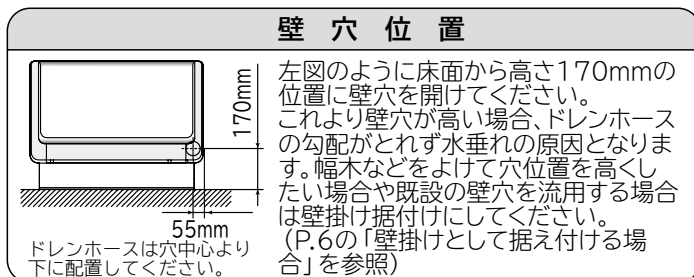 壁穴位置
170mm
55mm
ドレンホースは穴中心より
下に配置してください。
左図のように床面から高さ170mmの
位置に壁穴を開けてください。
これより壁穴が高い場合、ドレンホース
の勾配がとれず水垂れの原因となりま
す。幅木などをよけて穴位置を高くし
たい場合や既設の壁穴を流用する場合
は壁掛け据付けにしてください。
(P.6の「壁掛けとして据え付ける場
合」を参照)